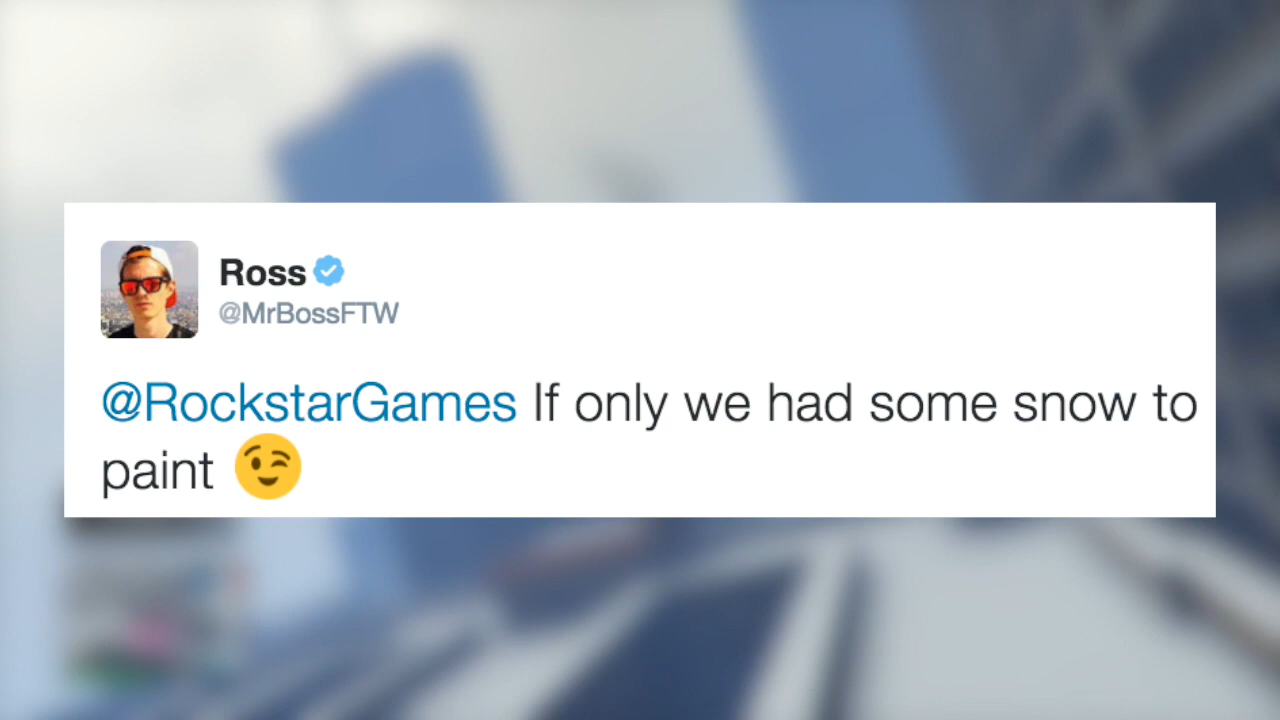 Ross
@MrBossFTW
@RockstarGames If only we had some snow to
paint 😉